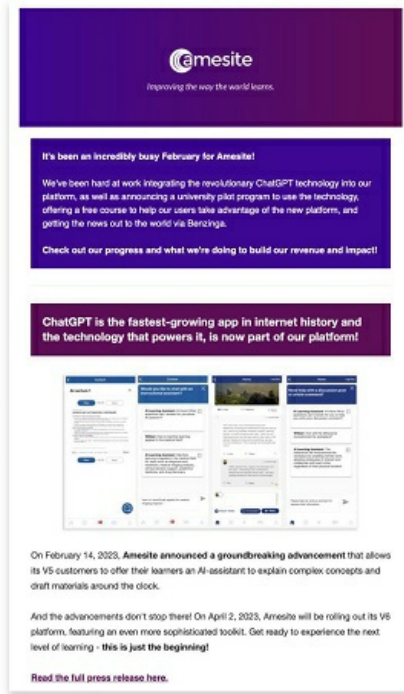 amesite
Improving the way the world learns.
It's been an incredibly busy February for Amesite!
We've been hard at work integrating the revolutionary ChatGPT technology into our
platform, as well as announcing a university pilot program to use the technology,
offering a free course to help our users take advantage of the new platform, and
getting the news out to the world via Benzinga.
Check out our progress and what we're doing to build our revenue and impact!
ChatGPT is the fastest-growing app in internet history and
the technology that powers it, is now part of our platform!
On February 14, 2023, Amesite announced a groundbreaking advancement that allows
its V5 customers to offer their learners an AI-assistant to explain complex concepts and
draft materials around the clock.
And the advancements don't stop there! On April 2, 2023, Amesite will be rolling out its V6
platform, featuring an even more sophisticated toolkit. Get ready to experience the next
level of learning - this is just the beginning!
Read the full press release here.